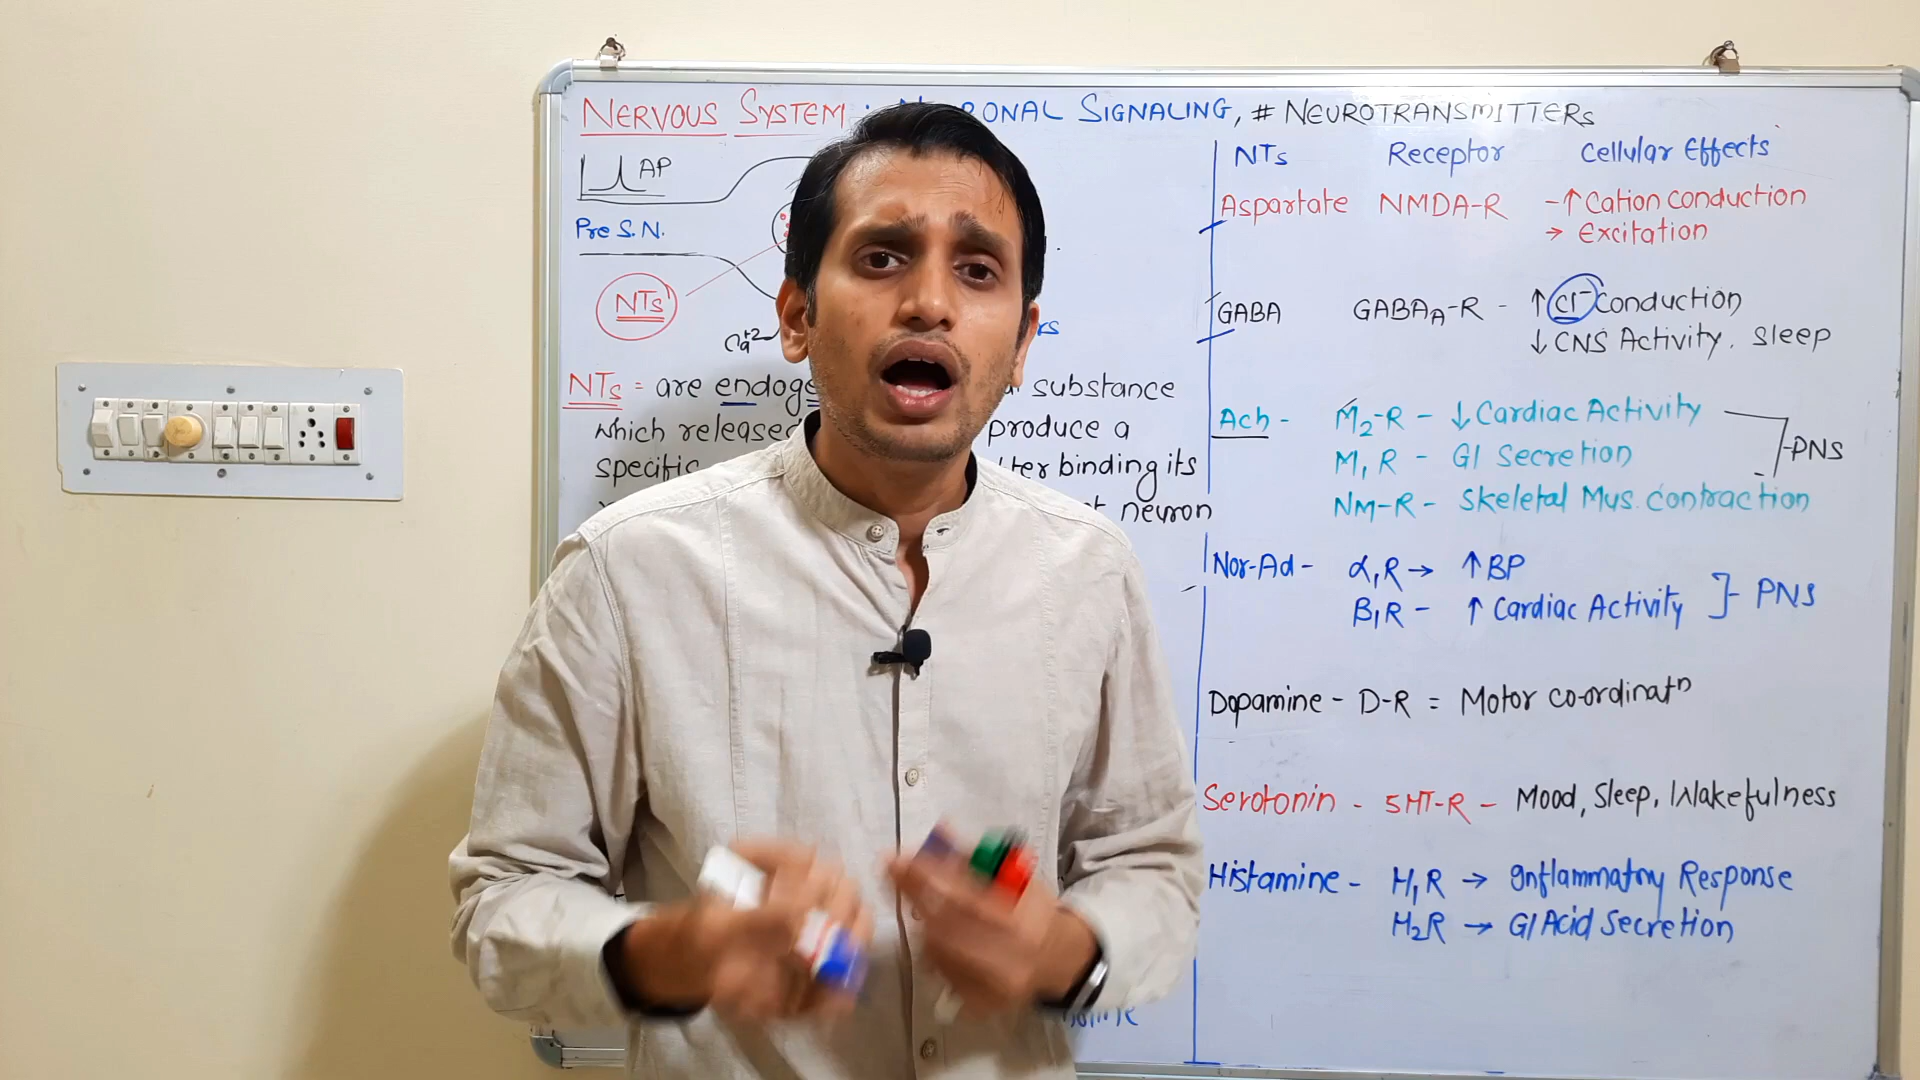 NERVOUS SYSTEM : NEURONAL SIGNALING, # NEUROTRANSMITTERS
AP
Pre S.N.
NTs
Ca+2
NTs = are substance
which released produce a
specific ter binding its
neuron
NTs Receptor Cellular Effects
Aspartate NMDA-R - ↑ Cation conduction
→ Excitation
GABA GABAA-R - ↑ Cl- conduction
↓ CNS Activity, Sleep
Ach - M2-R - ↓ Cardiac Activity
M1R - GI Secretion
PNS
NM-R - Skeletal Mus. contraction
Nor-Ad - α1R → ↑ BP
B1R - ↑ Cardiac Activity } PNS
Dopamine - D-R = Motor co-ordinatn
Serotonin - 5HT-R - Mood, Sleep, Wakefulness
Histamine - H1R → Inflammatory Response
H2R → GI Acid Secretion